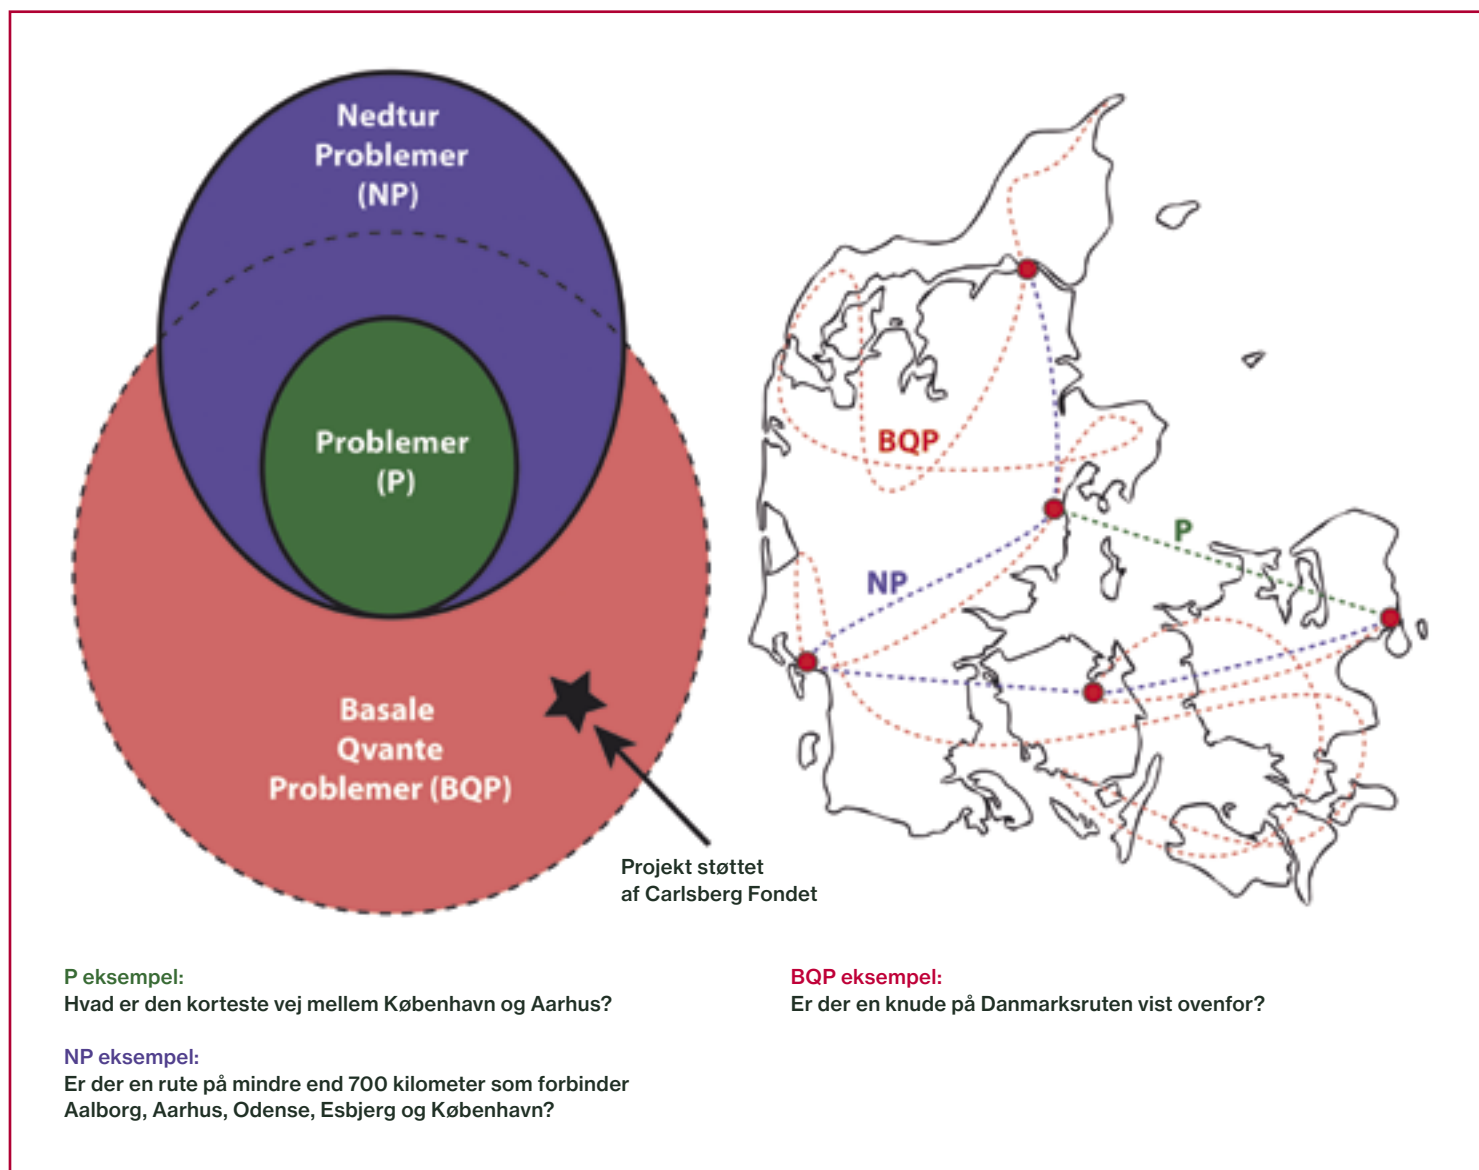 Nedtur
Problemer
(NP)
Problemer
(P)
Basale
Qvante
Problemer (BQP)
Projekt støttet
af Carlsberg Fondet
BQP
P
NP
P eksempel:
Hvad er den korteste vej mellem København og Aarhus?
NP eksempel:
Er der en rute på mindre end 700 kilometer som forbinder
Aalborg, Aarhus, Odense, Esbjerg og København?
BQP eksempel:
Er der en knude på Danmarksruten vist ovenfor?